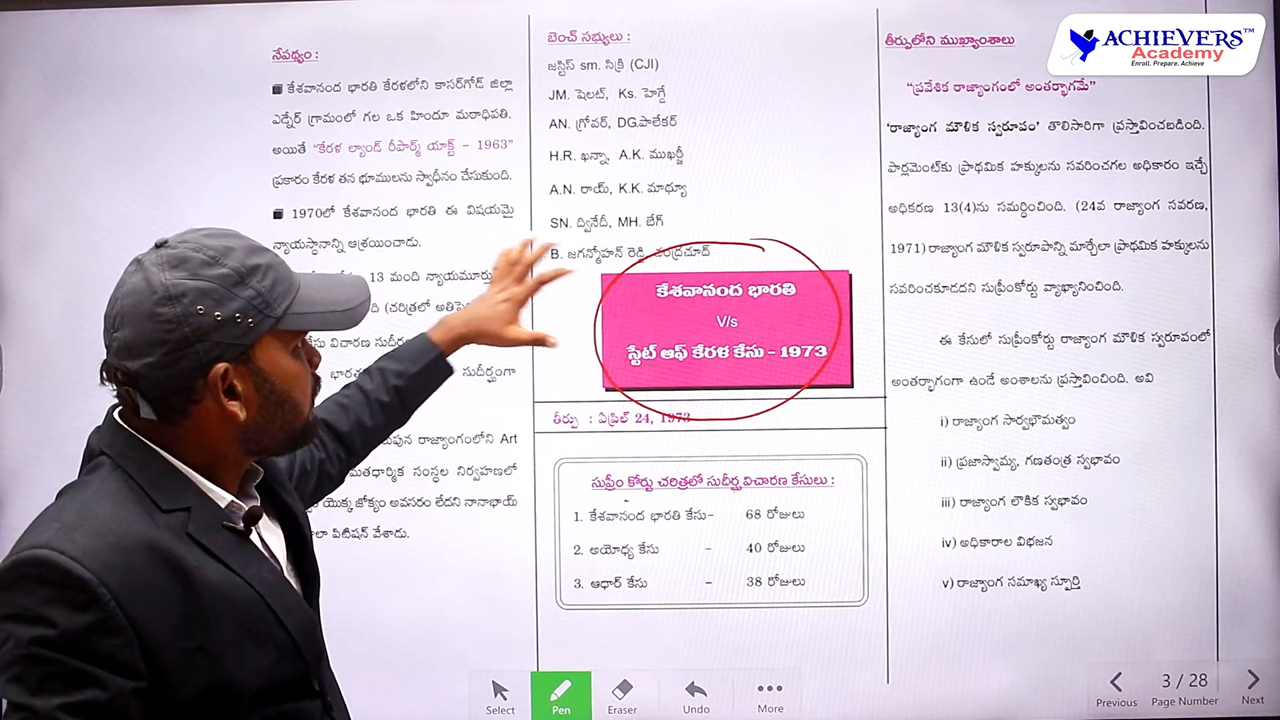 నేపథ్యం :
కేశవానంద భారతి కేరళలోని కాసర్‌గోడ్ జిల్లా
ఎడ్నేర్ గ్రామంలో గల ఒక హిందూ మఠాధిపతి.
అయితే "కేరళ ల్యాండ్ రీఫార్మ్ యాక్ట్ – 1963"
ప్రకారం కేరళ తన భూములను స్వాధీనం చేసుకుంది.
1970లో కేశవానంద భారతి ఈ విషయమై
న్యాయస్థానాన్ని ఆశ్రయించాడు.
13 మంది
(చరిత్రలో
విచారణ
సుదీర్ఘంగా
రాజ్యాంగంలోని Art
మతధార్మిక సంస్థల నిర్వహణలో
యొక్క జోక్యం అవసరం లేదని నానాభాయ్
పిటిషన్ వేశాడు.
బెంచ్ సభ్యులు :
జస్టిస్ sm. సిక్రి (CJI)
JM. షెలట్, Ks. హెగ్డే
AN. గ్రోవర్, DG.పాలేకర్
H.R. ఖన్నా, A.K. ముఖర్జీ
A.N. రాయ్, K.K. మాథ్యూ
SN. ద్వివేదీ, MH. బేగ్
B. జగన్మోహన్ రెడ్డి, చంద్రచూడ్
కేశవానంద భారతి
V/s
స్టేట్ ఆఫ్ కేరళ కేసు – 1973
తీర్పు : ఏప్రిల్ 24, 1973
సుప్రీం కోర్టు చరిత్రలో సుదీర్ఘ విచారణ కేసులు :
1. కేశవానంద భారతి కేసు– 68 రోజులు
2. అయోధ్య కేసు – 40 రోజులు
3. ఆధార్ కేసు – 38 రోజులు
తీర్పులోని ముఖ్యాంశాలు
"ప్రవేశిక రాజ్యాంగంలో అంతర్భాగమే"
'రాజ్యాంగ మౌళిక స్వరూపం' తొలిసారిగా ప్రస్తావించబడింది.
పార్లమెంట్‌కు ప్రాథమిక హక్కులను సవరించగల అధికారం ఇచ్చే
అధికరణ 13(4)ను సమర్థించింది. (24వ రాజ్యాంగ సవరణ,
1971) రాజ్యాంగ మౌళిక స్వరూపాన్ని మార్చేలా ప్రాథమిక హక్కులను
సవరించకూడదని సుప్రీంకోర్టు వ్యాఖ్యానించింది.
ఈ కేసులో సుప్రీంకోర్టు రాజ్యాంగ మౌళిక స్వరూపంలో
అంతర్భాగంగా ఉండే అంశాలను ప్రస్తావించింది. అవి
i) రాజ్యాంగ సార్వభౌమత్వం
ii) ప్రజాస్వామ్య, గణతంత్ర స్వభావం
iii) రాజ్యాంగ లౌకిక స్వభావం
iv) అధికారాల విభజన
v) రాజ్యాంగ సమాఖ్య స్ఫూర్తి
ACHIEVERS™
Academy
Enroll. Prepare. Achieve
Select
Pen
Eraser
Undo
More
Previous
3 / 28
Page Number
Next